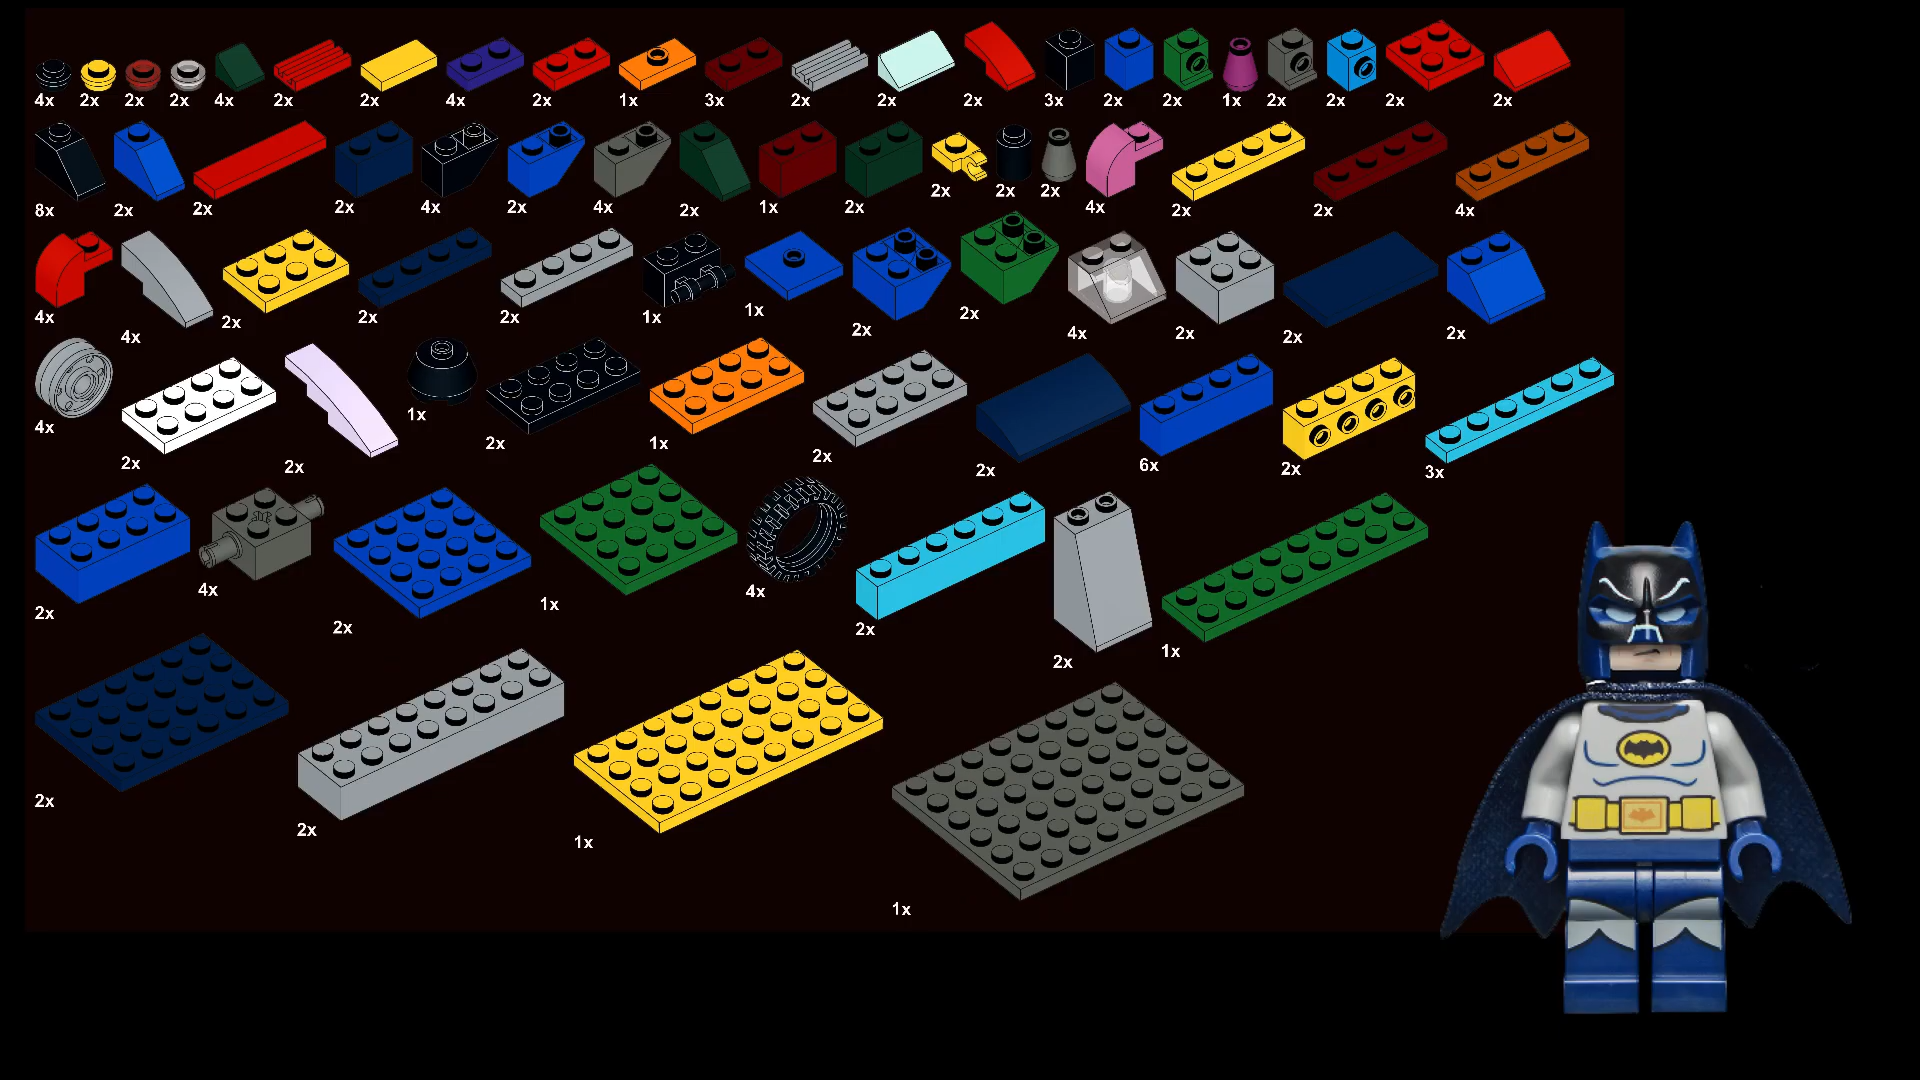 4x 2x 2x 2x 4x 2x 2x 4x 2x 1x 3x 2x 2x 2x 3x 2x 2x 1x 2x 2x 2x 2x
8x 2x 2x 2x 4x 2x 4x 2x 1x 2x 2x 2x 2x 4x 2x 2x 4x
4x 4x 2x 2x 2x 1x 1x 2x 2x 4x 2x 2x 2x
4x 2x 2x 1x 2x 1x 2x 2x 6x 2x 3x
2x 4x 2x 1x 4x 2x 2x 1x
2x 2x 1x 1x